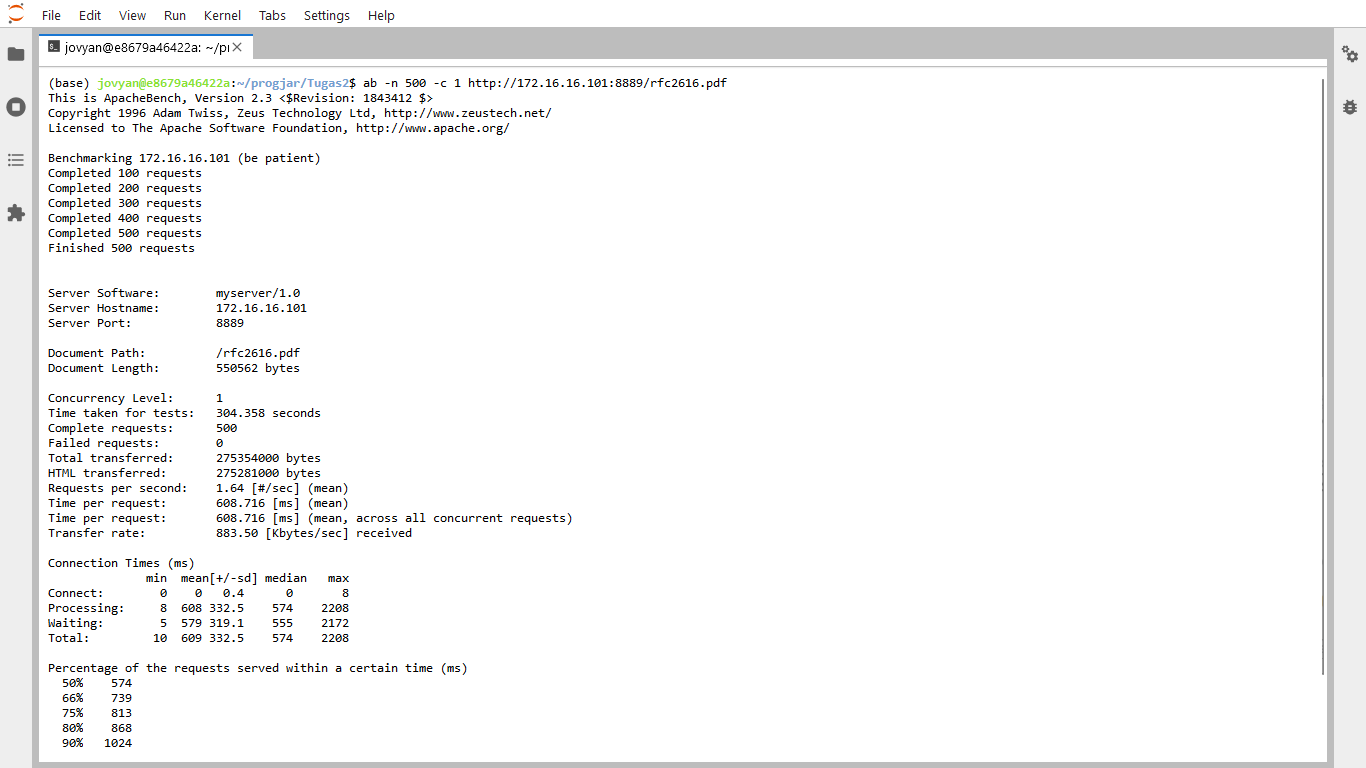 File Edit View Run Kernel Tabs Settings Help
jovyan@e8679a46422a: ~/pr
(base) jovyan@e8679a46422a:~/progjar/Tugas2$ ab -n 500 -c 1 http://172.16.16.101:8889/rfc2616.pdf
This is ApacheBench, Version 2.3 <$Revision: 1843412 $>
Copyright 1996 Adam Twiss, Zeus Technology Ltd, http://www.zeustech.net/
Licensed to The Apache Software Foundation, http://www.apache.org/
Benchmarking 172.16.16.101 (be patient)
Completed 100 requests
Completed 200 requests
Completed 300 requests
Completed 400 requests
Completed 500 requests
Finished 500 requests
Server Software: myserver/1.0
Server Hostname: 172.16.16.101
Server Port: 8889
Document Path: /rfc2616.pdf
Document Length: 550562 bytes
Concurrency Level: 1
Time taken for tests: 304.358 seconds
Complete requests: 500
Failed requests: 0
Total transferred: 275354000 bytes
HTML transferred: 275281000 bytes
Requests per second: 1.64 [#/sec] (mean)
Time per request: 608.716 [ms] (mean)
Time per request: 608.716 [ms] (mean, across all concurrent requests)
Transfer rate: 883.50 [Kbytes/sec] received
Connection Times (ms)
min mean[+/-sd] median max
Connect: 0 0 0.4 0 8
Processing: 8 608 332.5 574 2208
Waiting: 5 579 319.1 555 2172
Total: 10 609 332.5 574 2208
Percentage of the requests served within a certain time (ms)
50% 574
66% 739
75% 813
80% 868
90% 1024